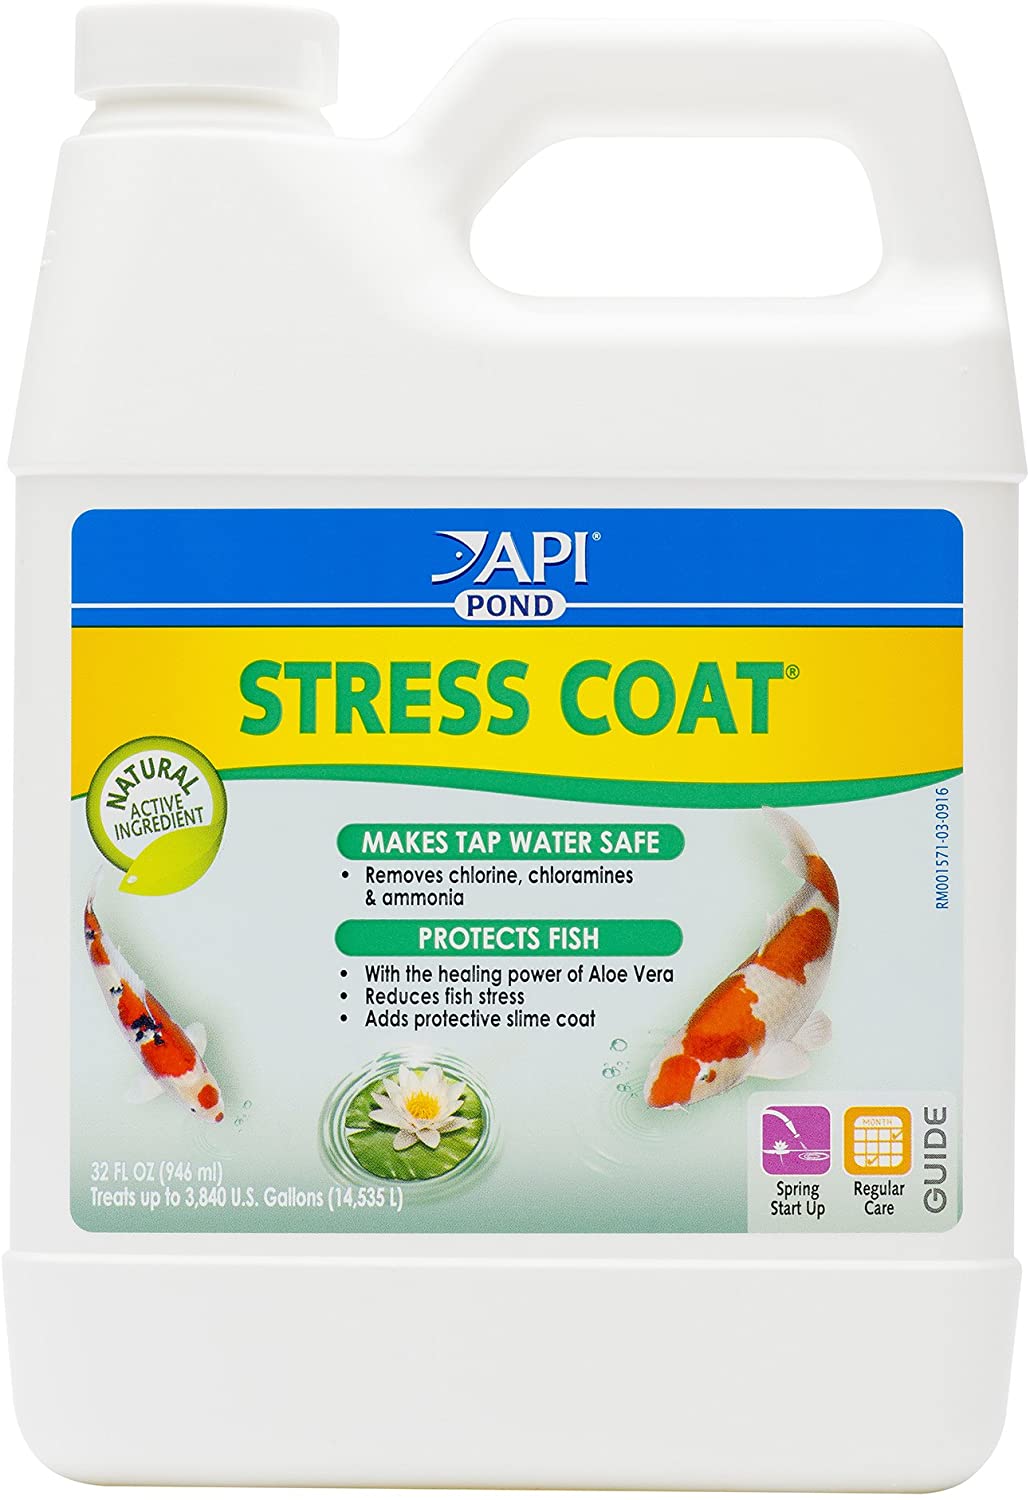 API®
POND
STRESS COAT®
NATURAL
ACTIVE
INGREDIENT
MAKES TAP WATER SAFE
• Removes chlorine, chloramines
& ammonia
PROTECTS FISH
• With the healing power of Aloe Vera
• Reduces fish stress
• Adds protective slime coat
RM001571-03-0916
32 FL OZ (946 ml)
Treats up to 3,840 U.S. Gallons (14,535 L)
Spring
Start Up
MONTH
Regular
Care
GUIDE